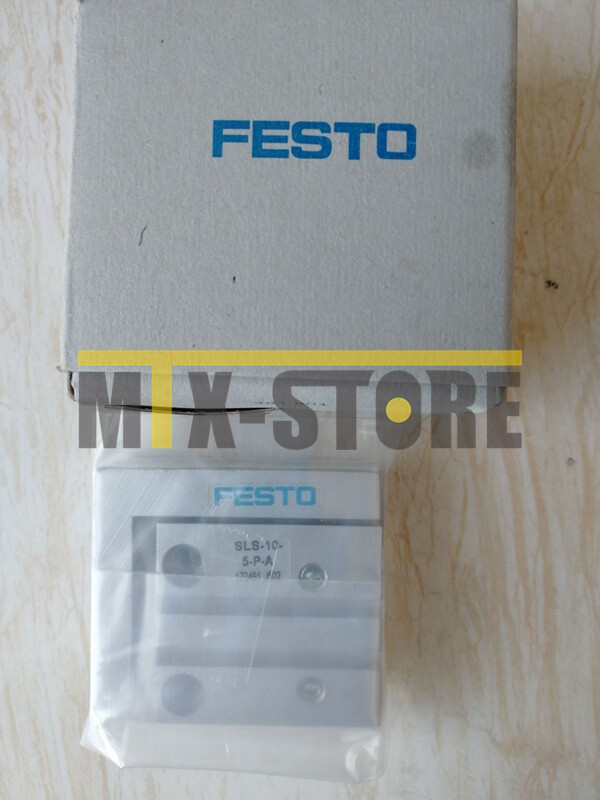 FESTO
MTX-STORE
FESTO
SLS-10-
5-P-A